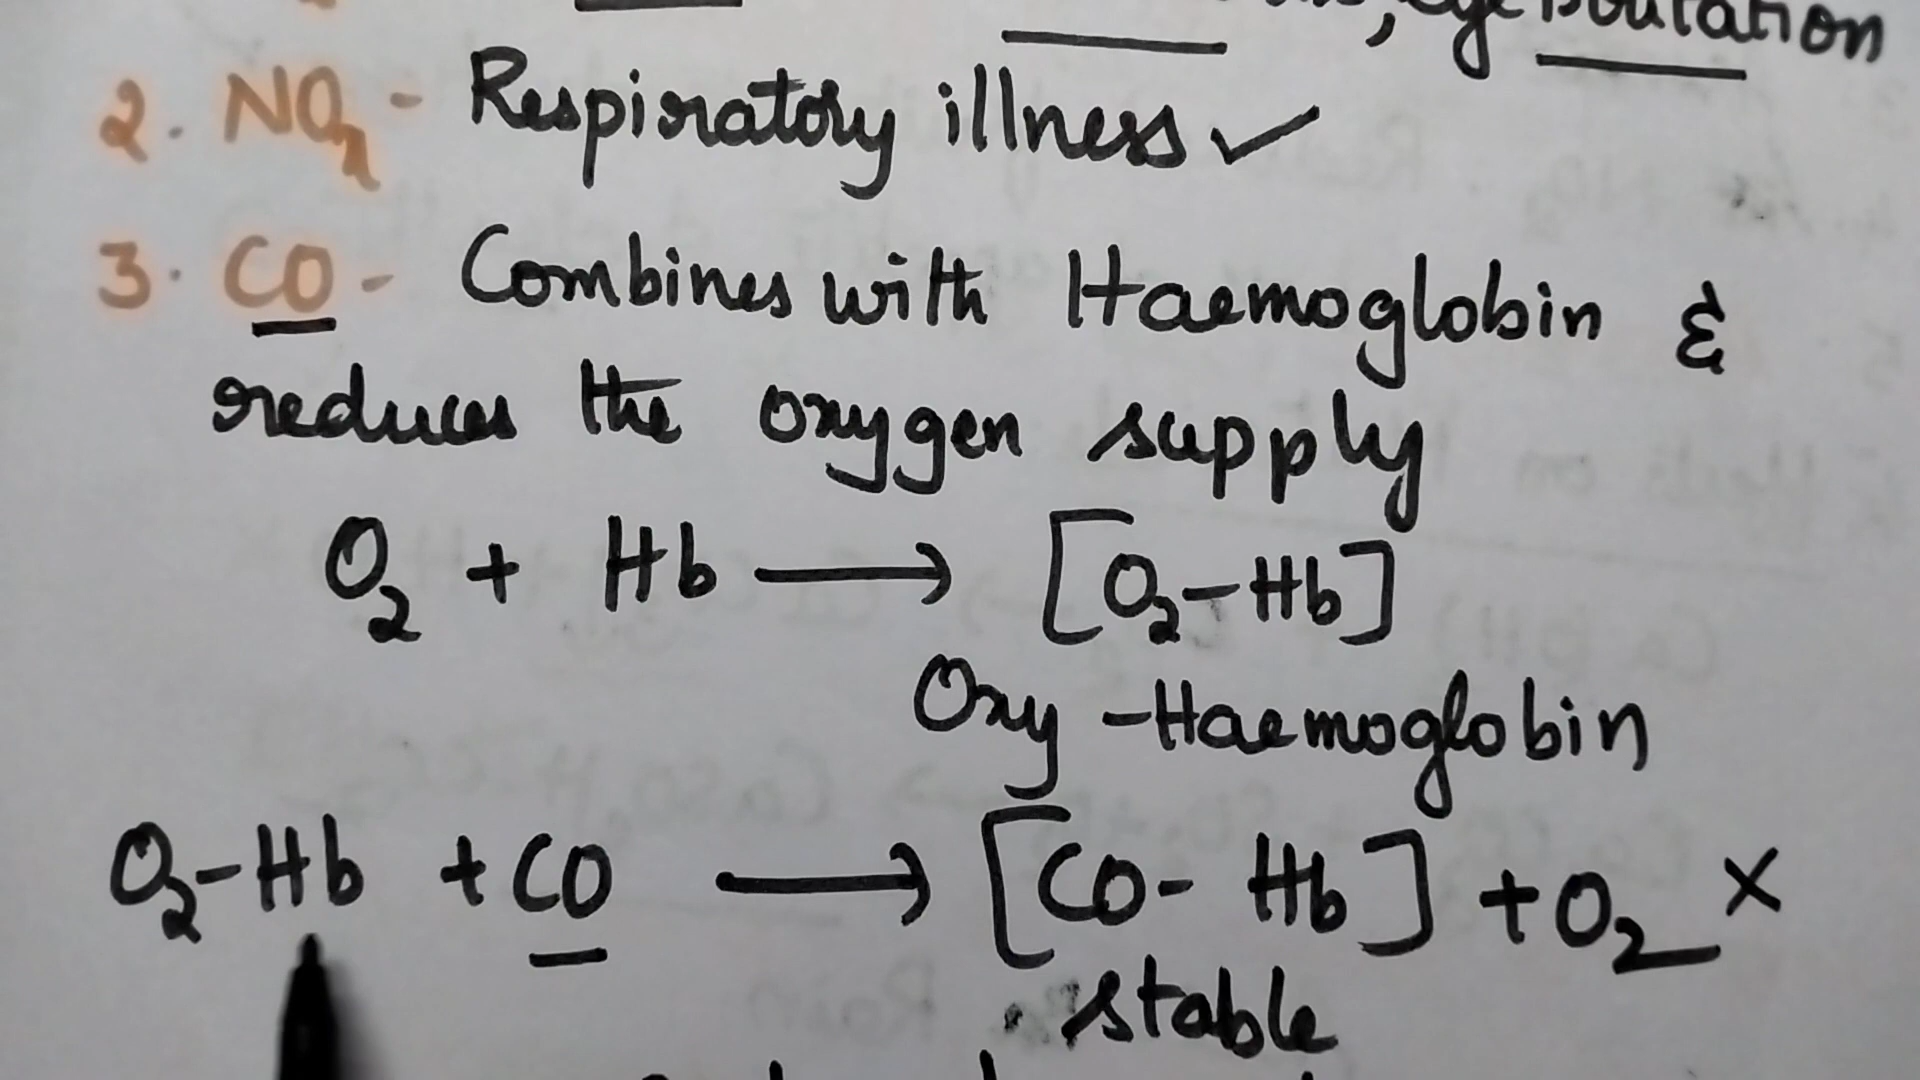 , eye
2. NO2 - Respiratory illness ✓
3. CO - Combines with Haemoglobin &
reduces the oxygen supply
O2 + Hb ⟶ [O2-Hb]
Oxy-Haemoglobin
O2-Hb + CO ⟶ [CO-Hb] + O2 ×
stable